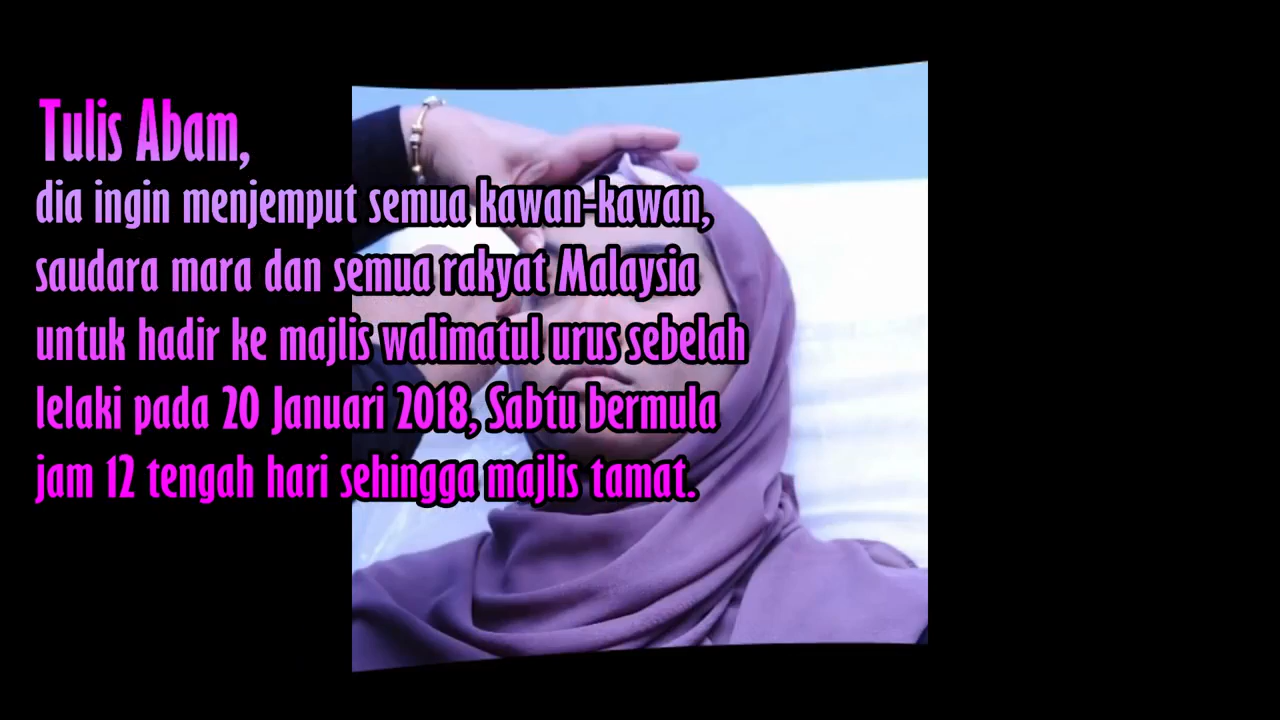 Tulis Abam,
dia ingin menjemput semua kawan-kawan,
saudara mara dan semua rakyat Malaysia
untuk hadir ke majlis walimatul urus sebelah
lelaki pada 20 Januari 2018, Sabtu bermula
jam 12 tengah hari sehingga majlis tamat.